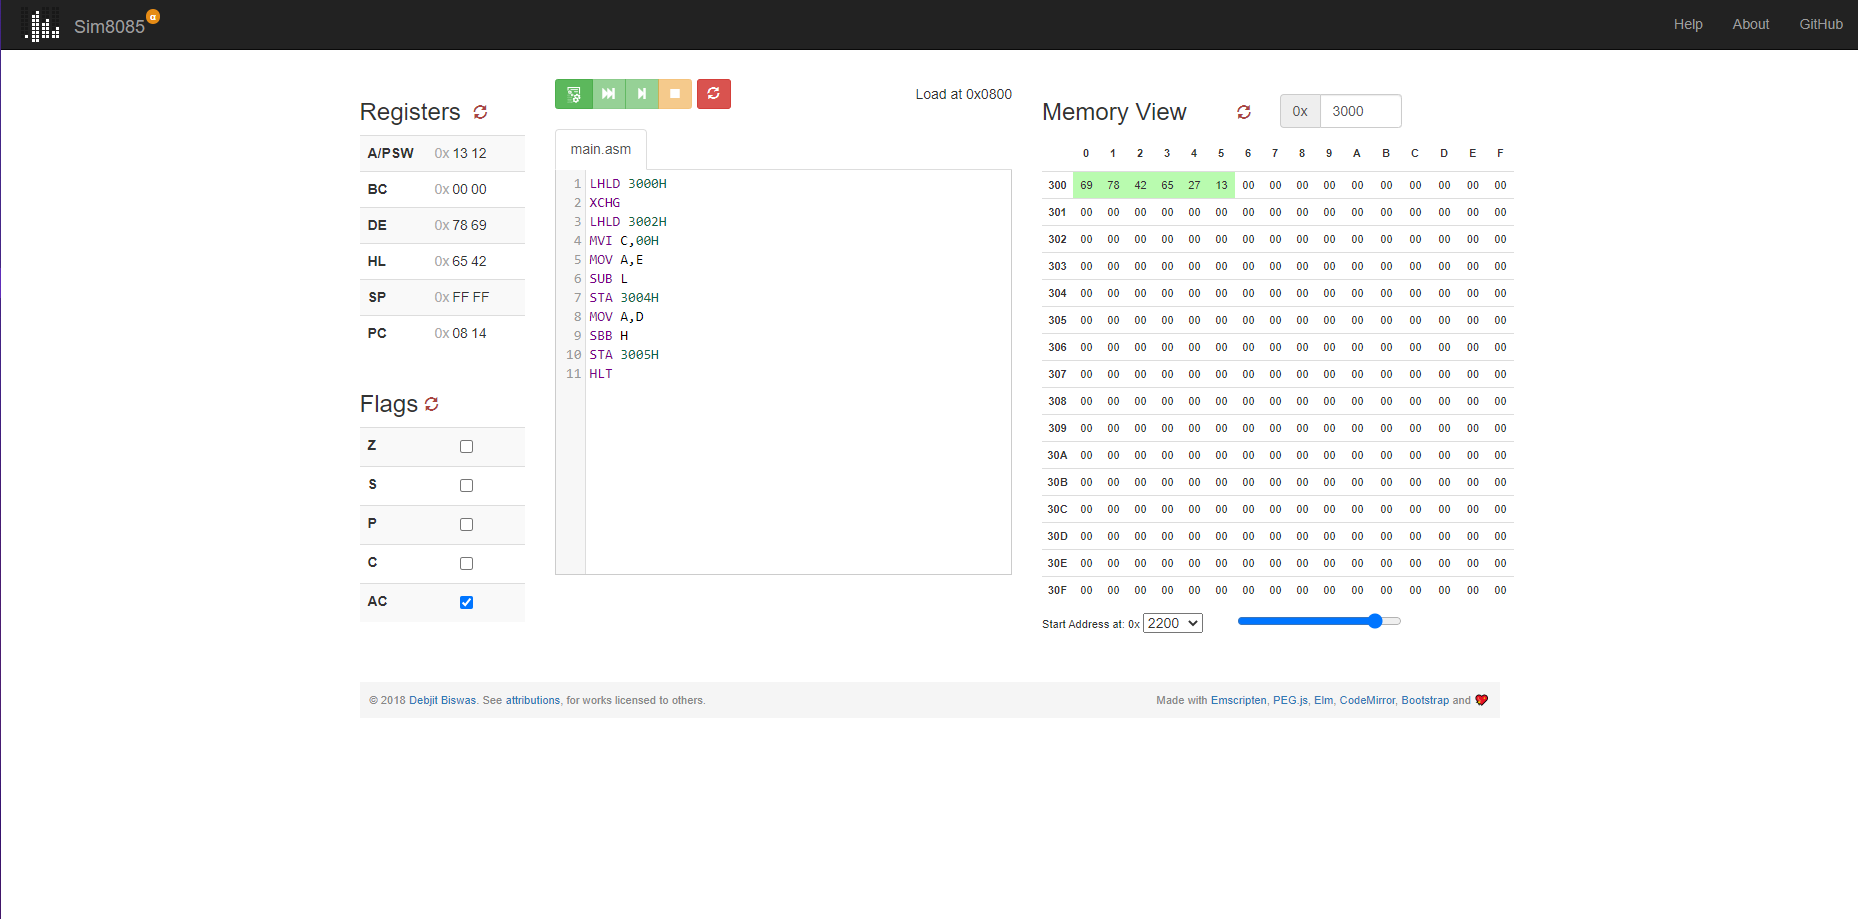 Sim8085 α
Help About GitHub
Load at 0x0800
Registers
A/PSW 0x 13 12
BC 0x 00 00
DE 0x 78 69
HL 0x 65 42
SP 0x FF FF
PC 0x 08 14
Flags
Z
S
P
C
AC
main.asm
1 LHLD 3000H
2 XCHG
3 LHLD 3002H
4 MVI C,00H
5 MOV A,E
6 SUB L
7 STA 3004H
8 MOV A,D
9 SBB H
10 STA 3005H
11 HLT
Memory View 0x 3000
0 1 2 3 4 5 6 7 8 9 A B C D E F
300 69 78 42 65 27 13 00 00 00 00 00 00 00 00 00 00
301 00 00 00 00 00 00 00 00 00 00 00 00 00 00 00 00
302 00 00 00 00 00 00 00 00 00 00 00 00 00 00 00 00
303 00 00 00 00 00 00 00 00 00 00 00 00 00 00 00 00
304 00 00 00 00 00 00 00 00 00 00 00 00 00 00 00 00
305 00 00 00 00 00 00 00 00 00 00 00 00 00 00 00 00
306 00 00 00 00 00 00 00 00 00 00 00 00 00 00 00 00
307 00 00 00 00 00 00 00 00 00 00 00 00 00 00 00 00
308 00 00 00 00 00 00 00 00 00 00 00 00 00 00 00 00
309 00 00 00 00 00 00 00 00 00 00 00 00 00 00 00 00
30A 00 00 00 00 00 00 00 00 00 00 00 00 00 00 00 00
30B 00 00 00 00 00 00 00 00 00 00 00 00 00 00 00 00
30C 00 00 00 00 00 00 00 00 00 00 00 00 00 00 00 00
30D 00 00 00 00 00 00 00 00 00 00 00 00 00 00 00 00
30E 00 00 00 00 00 00 00 00 00 00 00 00 00 00 00 00
30F 00 00 00 00 00 00 00 00 00 00 00 00 00 00 00 00
Start Address at: 0x 2200
© 2018 Debjit Biswas. See attributions, for works licensed to others.
Made with Emscripten, PEG.js, Elm, CodeMirror, Bootstrap and